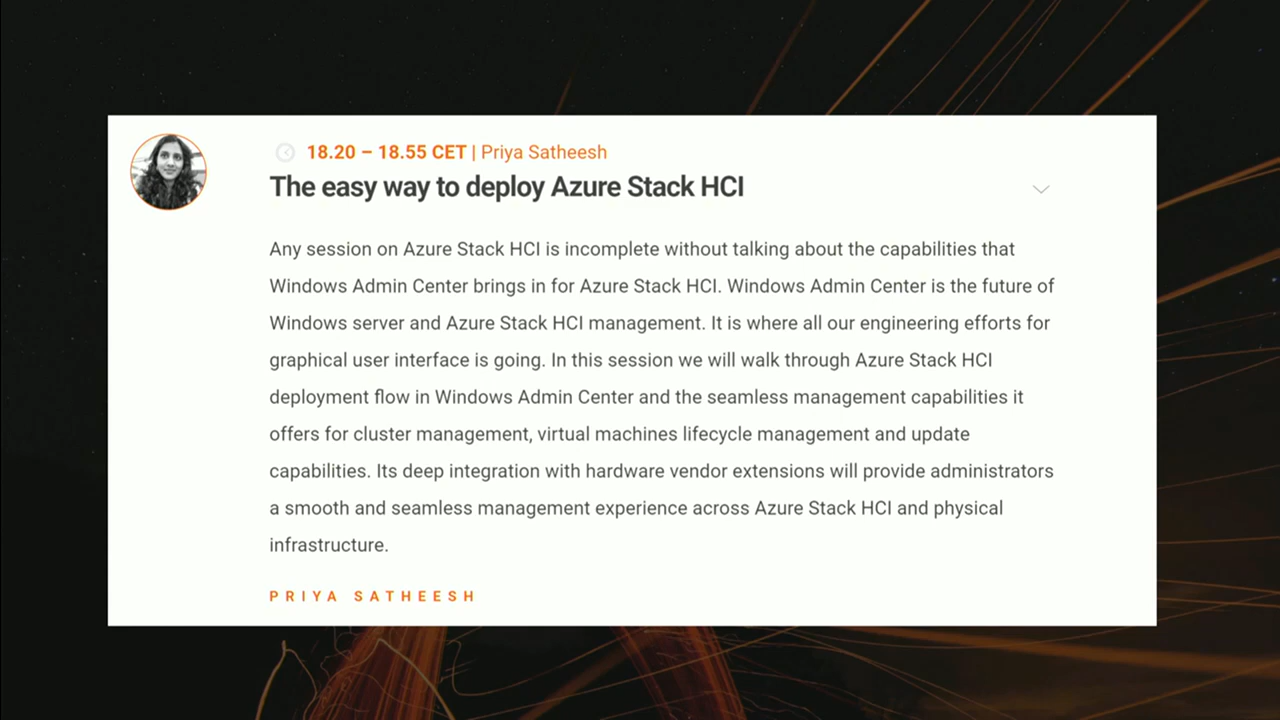 18.20 – 18.55 CET | Priya Satheesh
The easy way to deploy Azure Stack HCI
Any session on Azure Stack HCI is incomplete without talking about the capabilities that
Windows Admin Center brings in for Azure Stack HCI. Windows Admin Center is the future of
Windows server and Azure Stack HCI management. It is where all our engineering efforts for
graphical user interface is going. In this session we will walk through Azure Stack HCI
deployment flow in Windows Admin Center and the seamless management capabilities it
offers for cluster management, virtual machines lifecycle management and update
capabilities. Its deep integration with hardware vendor extensions will provide administrators
a smooth and seamless management experience across Azure Stack HCI and physical
infrastructure.
PRIYA SATHEESH